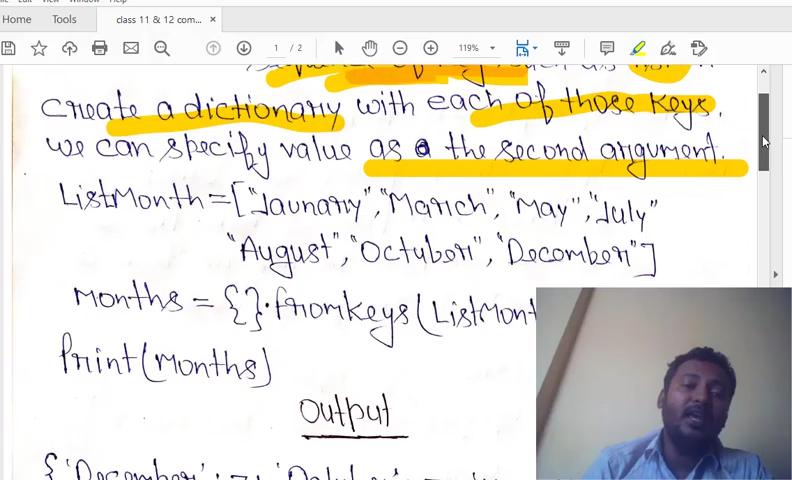 Home Tools class 11 & 12 com... ×
1 / 2 119%
Create a dictionary with each of those keys.
we can specify value as a the second argument.
ListMonth=["Jaunary","March","May","July"
"August","Octuber","December"]
months = {}.fromkeys(ListMont
Print(months)
Output